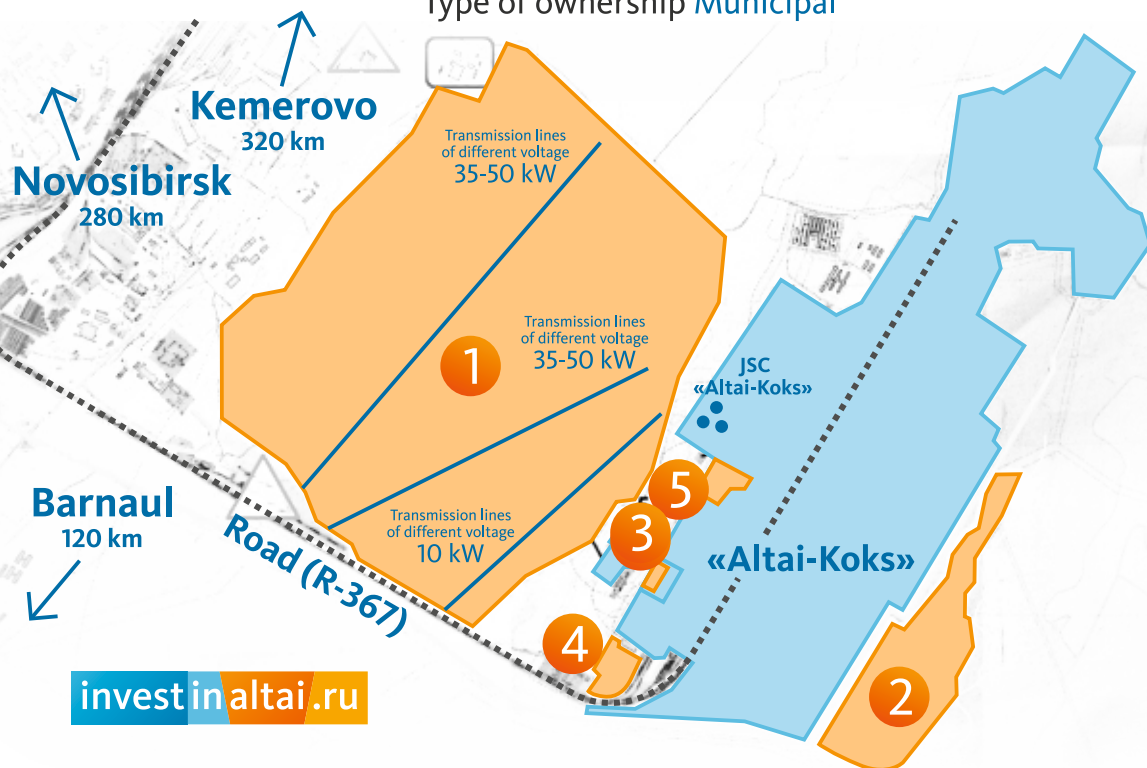 Type of ownership Municipal
Kemerovo
320 km
Novosibirsk
280 km
Transmission lines
of different voltage
35-50 kW
Transmission lines
of different voltage
35-50 kW
1
JSC
«Altai-Koks»
5
3
Barnaul
120 km
Transmission lines
of different voltage
10 kW
Road (R-367)
«Altai-Koks»
4
2
investinaltai.ru